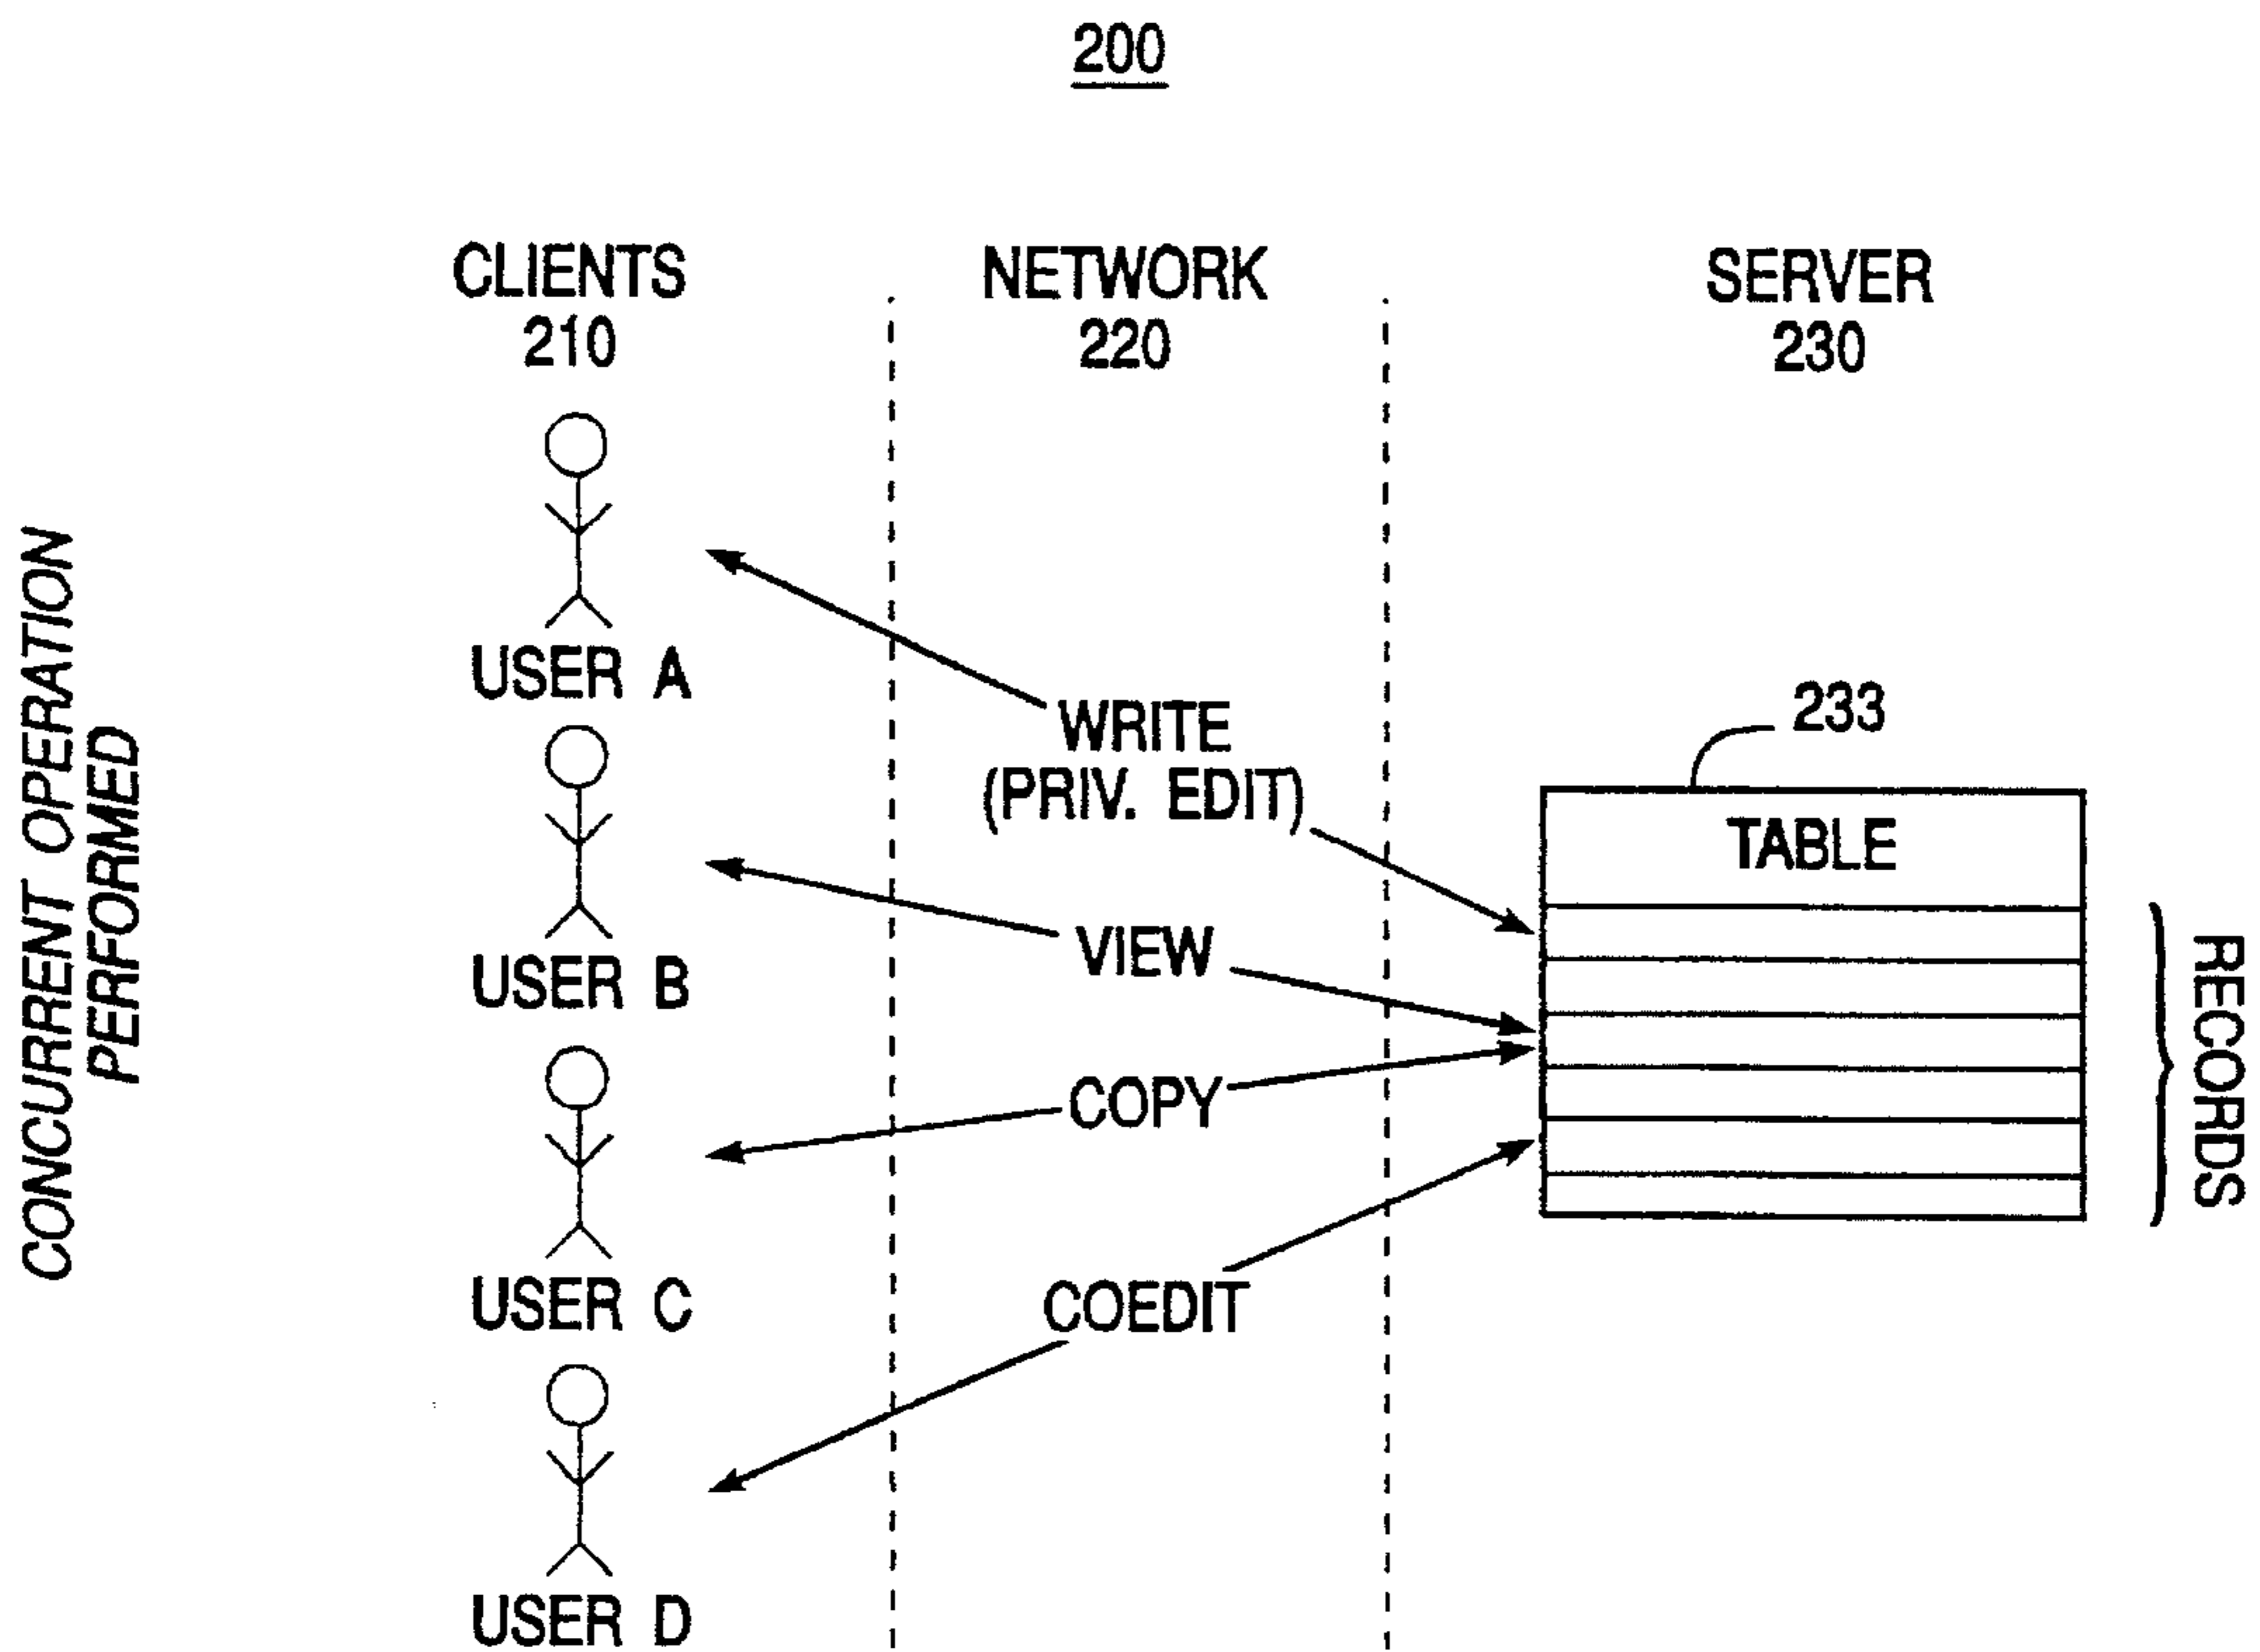 200
CLIENTS
210
NETWORK
220
SERVER
230
CONCURRENT OPERATION
PERFORMED
USER A
USER B
USER C
USER D
WRITE
(PRIV. EDIT)
VIEW
COPY
COEDIT
233
TABLE
RECORDS